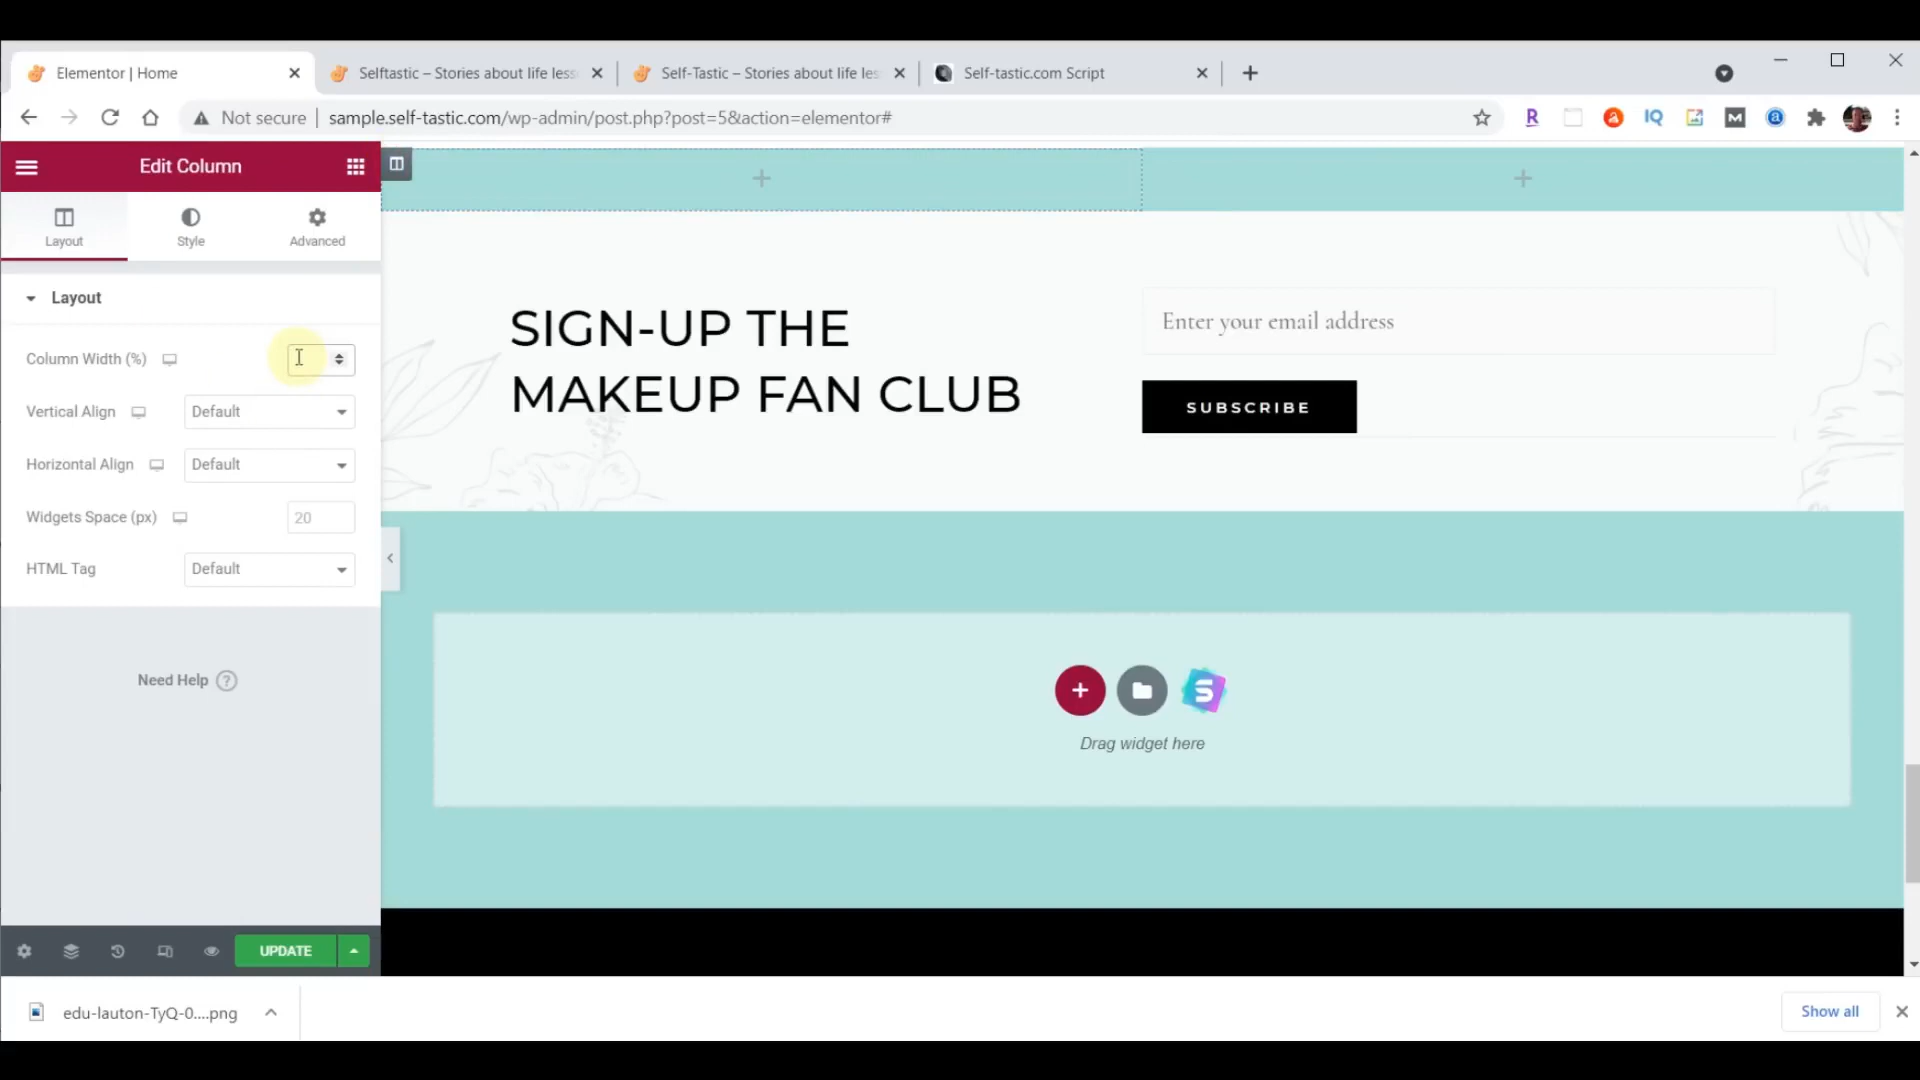 Elementor | Home
Selftastic – Stories about life less
Self-Tastic – Stories about life les
Self-tastic.com Script
Not secure | sample.self-tastic.com/wp-admin/post.php?post=5&action=elementor#
Edit Column
Layout
Style
Advanced
Layout
Column Width (%)
Vertical Align
Default
Horizontal Align
Default
Widgets Space (px)
20
HTML Tag
Default
Need Help ?
UPDATE
SIGN-UP THE
MAKEUP FAN CLUB
Enter your email address
SUBSCRIBE
Drag widget here
edu-lauton-TyQ-0....png
Show all